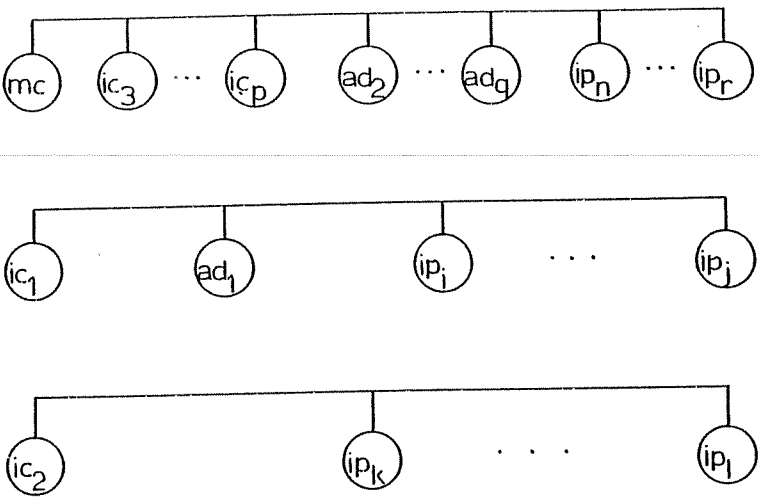 mc ic3 ... icp ad2 ... adq ipn ... ipr
ic1 ad1 ipi ... ipj
ic2 ipk ... ipl